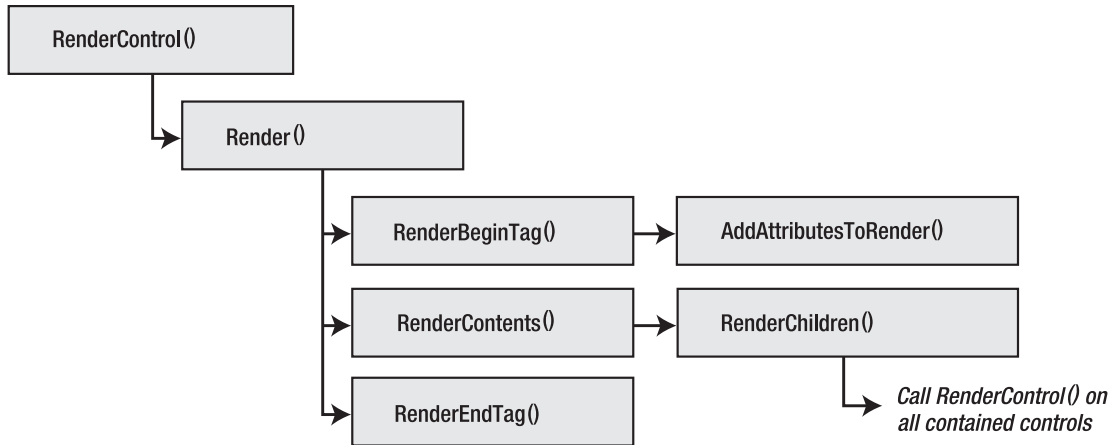 RenderControl()
Render()
RenderBeginTag()
AddAttributesToRender()
RenderContents()
RenderChildren()
RenderEndTag()
Call RenderControl() on
all contained controls